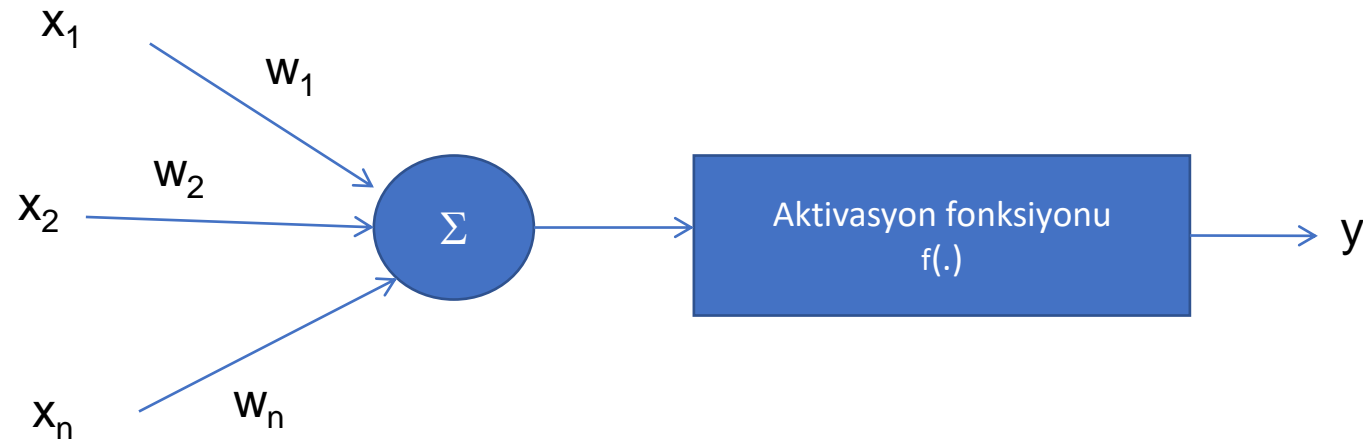 x₁
w₁
w₂
x₂
Σ
Aktivasyon fonksiyonu
f(.)
y
wₙ
xₙ